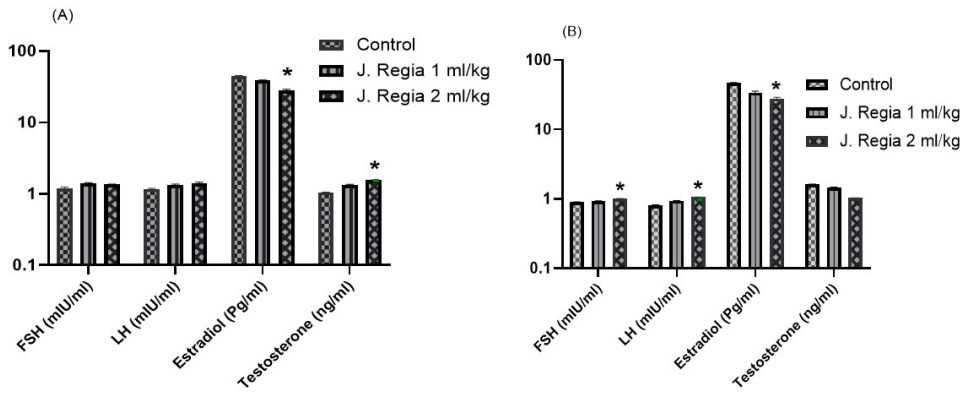 (A)
Control
J. Regia 1 ml/kg
J. Regia 2 ml/kg
100
10
1
0.1
*
*
FSH (mIU/ml)
LH (mIU/ml)
Estradiol (Pg/ml)
Testosterone (ng/ml)
(B)
Control
J. Regia 1 ml/kg
J. Regia 2 ml/kg
100
10
1
0.1
*
*
*
FSH (mIU/ml)
LH (mIU/ml)
Estradiol (Pg/ml)
Testosterone (ng/ml)